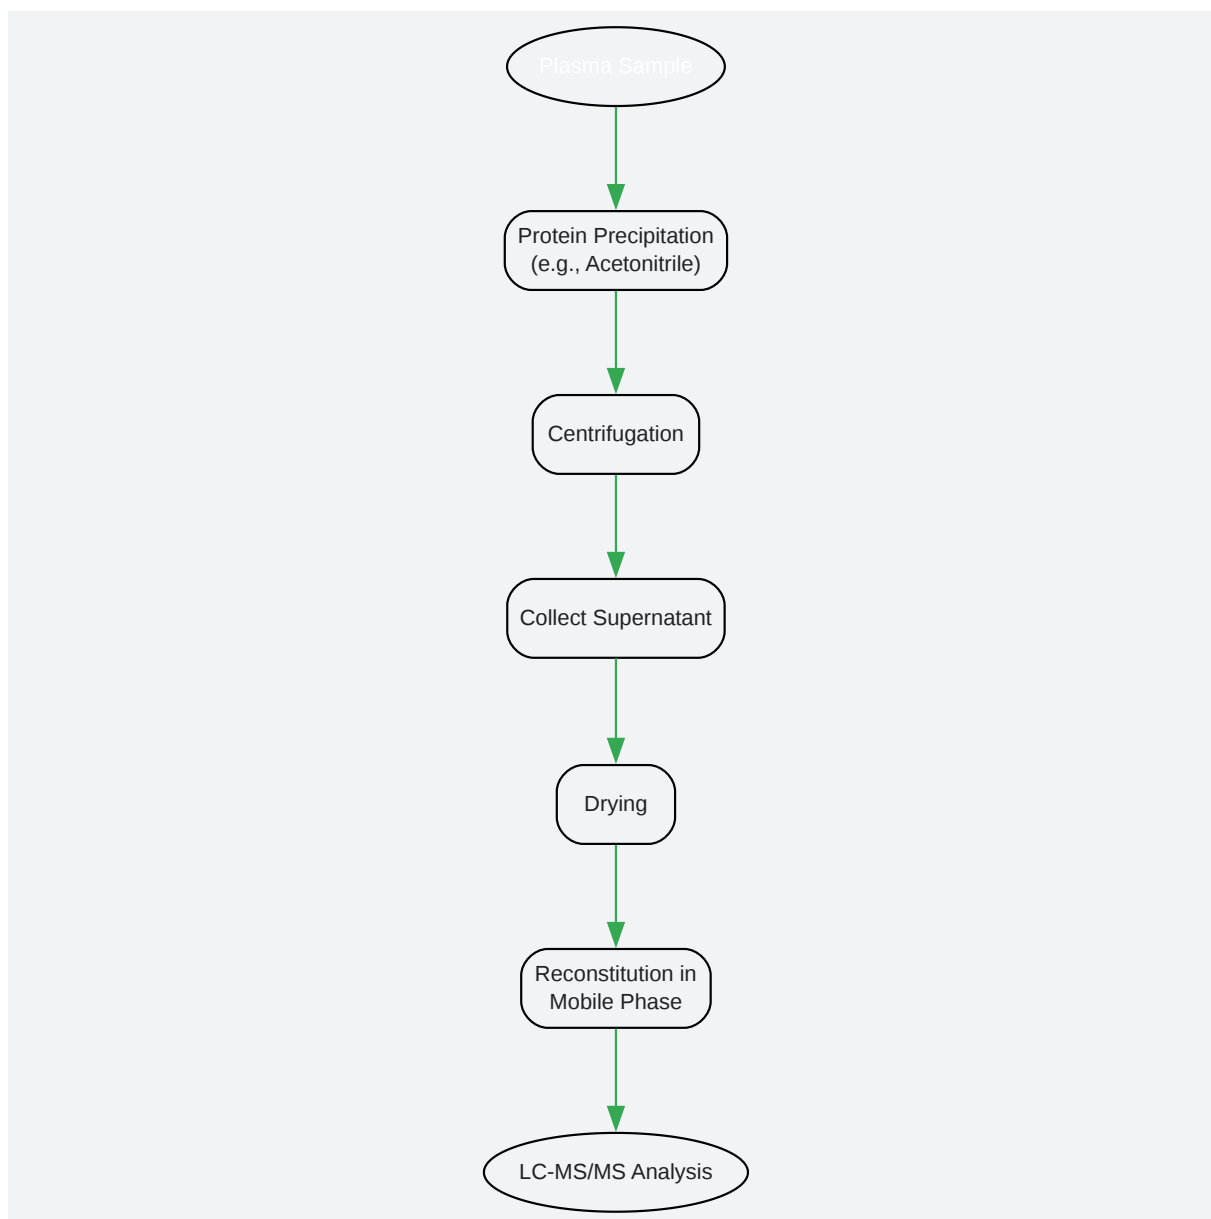 Plasma Sample
Protein Precipitation
(e.g., Acetonitrile)
Centrifugation
Collect Supernatant
Drying
Reconstitution in
Mobile Phase
LC-MS/MS Analysis